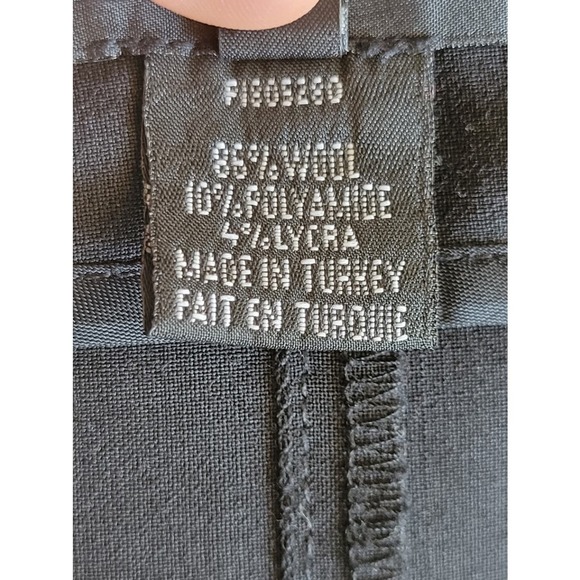 86% WOOL
10% POLYAMIDE
4% LYCRA
MADE IN TURKEY
FAIT EN TURQUIE